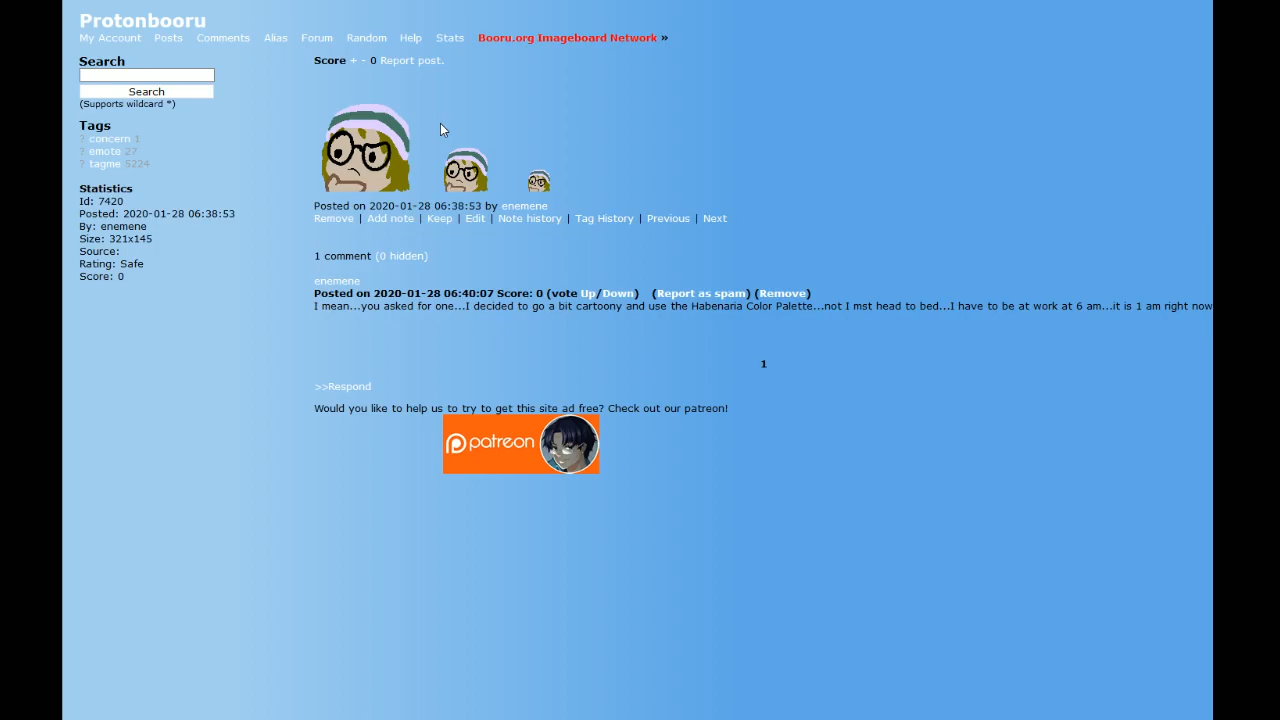 Protonbooru
My Account Posts Comments Alias Forum Random Help Stats Booru.org Imageboard Network »
Search
Search
(Supports wildcard *)
Tags
? concern 1
? emote 27
? tagme 5224
Statistics
Id: 7420
Posted: 2020-01-28 06:38:53
By: enemene
Size: 321x145
Source:
Rating: Safe
Score: 0
Score + - 0 Report post.
Posted on 2020-01-28 06:38:53 by enemene
Remove | Add note | Keep | Edit | Note history | Tag History | Previous | Next
1 comment (0 hidden)
enemene
Posted on 2020-01-28 06:40:07 Score: 0 (vote Up/Down) (Report as spam) (Remove)
I mean...you asked for one...I decided to go a bit cartoony and use the Habenaria Color Palette...not I mst head to bed...I have to be at work at 6 am...it is 1 am right now
1
>>Respond
Would you like to help us to try to get this site ad free? Check out our patreon!
patreon